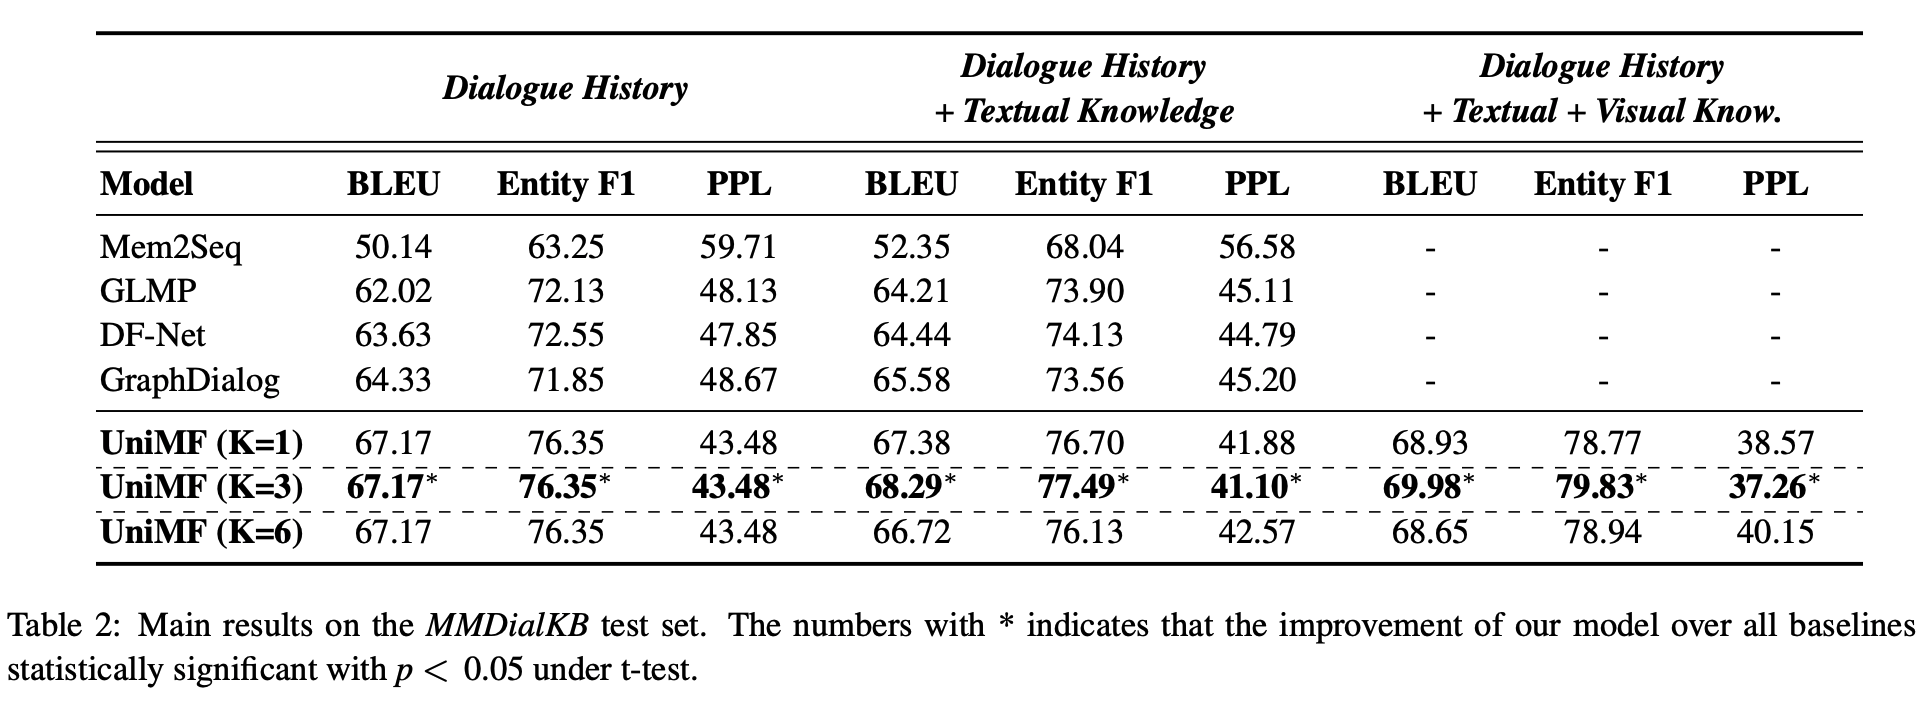 Dialogue History
Dialogue History
+ Textual Knowledge
Dialogue History
+ Textual + Visual Know.
Model BLEU Entity F1 PPL BLEU Entity F1 PPL BLEU Entity F1 PPL
Mem2Seq 50.14 63.25 59.71 52.35 68.04 56.58 - - -
GLMP 62.02 72.13 48.13 64.21 73.90 45.11 - - -
DF-Net 63.63 72.55 47.85 64.44 74.13 44.79 - - -
GraphDialog 64.33 71.85 48.67 65.58 73.56 45.20 - - -
UniMF (K=1) 67.17 76.35 43.48 67.38 76.70 41.88 68.93 78.77 38.57
UniMF (K=3) 67.17* 76.35* 43.48* 68.29* 77.49* 41.10* 69.98* 79.83* 37.26*
UniMF (K=6) 67.17 76.35 43.48 66.72 76.13 42.57 68.65 78.94 40.15
Table 2: Main results on the MMDialKB test set. The numbers with * indicates that the improvement of our model over all baselines
statistically significant with p < 0.05 under t-test.